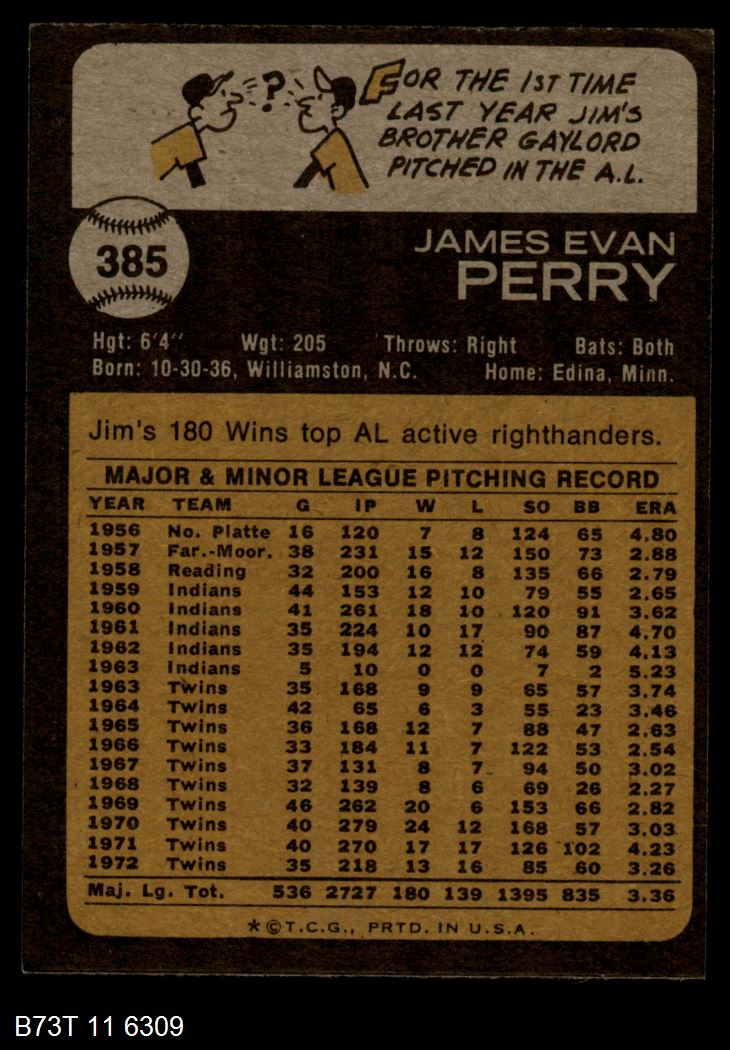 ?
FOR THE 1ST TIME
LAST YEAR JIM'S
BROTHER GAYLORD
PITCHED IN THE A.L.
385
JAMES EVAN
PERRY
Hgt: 6'4" Wgt: 205 Throws: Right Bats: Both
Born: 10-30-36, Williamston, N.C. Home: Edina, Minn.
Jim's 180 Wins top AL active righthanders.
MAJOR & MINOR LEAGUE PITCHING RECORD
YEAR TEAM G IP W L SO BB ERA
1956 No. Platte 16 120 7 8 124 65 4.80
1957 Far.-Moor. 38 231 15 12 150 73 2.88
1958 Reading 32 200 16 8 135 66 2.79
1959 Indians 44 153 12 10 79 55 2.65
1960 Indians 41 261 18 10 120 91 3.62
1961 Indians 35 224 10 17 90 87 4.70
1962 Indians 35 194 12 12 74 59 4.13
1963 Indians 5 10 0 0 7 2 5.23
1963 Twins 35 168 9 9 65 57 3.74
1964 Twins 42 65 6 3 55 23 3.46
1965 Twins 36 168 12 7 88 47 2.63
1966 Twins 33 184 11 7 122 53 2.54
1967 Twins 37 131 8 7 94 50 3.02
1968 Twins 32 139 8 6 69 26 2.27
1969 Twins 46 262 20 6 153 66 2.82
1970 Twins 40 279 24 12 168 57 3.03
1971 Twins 40 270 17 17 126 102 4.23
1972 Twins 35 218 13 16 85 60 3.26
Maj. Lg. Tot. 536 2727 180 139 1395 835 3.36
*©T.C.G., PRTD. IN U.S.A.
B73T 11 6309